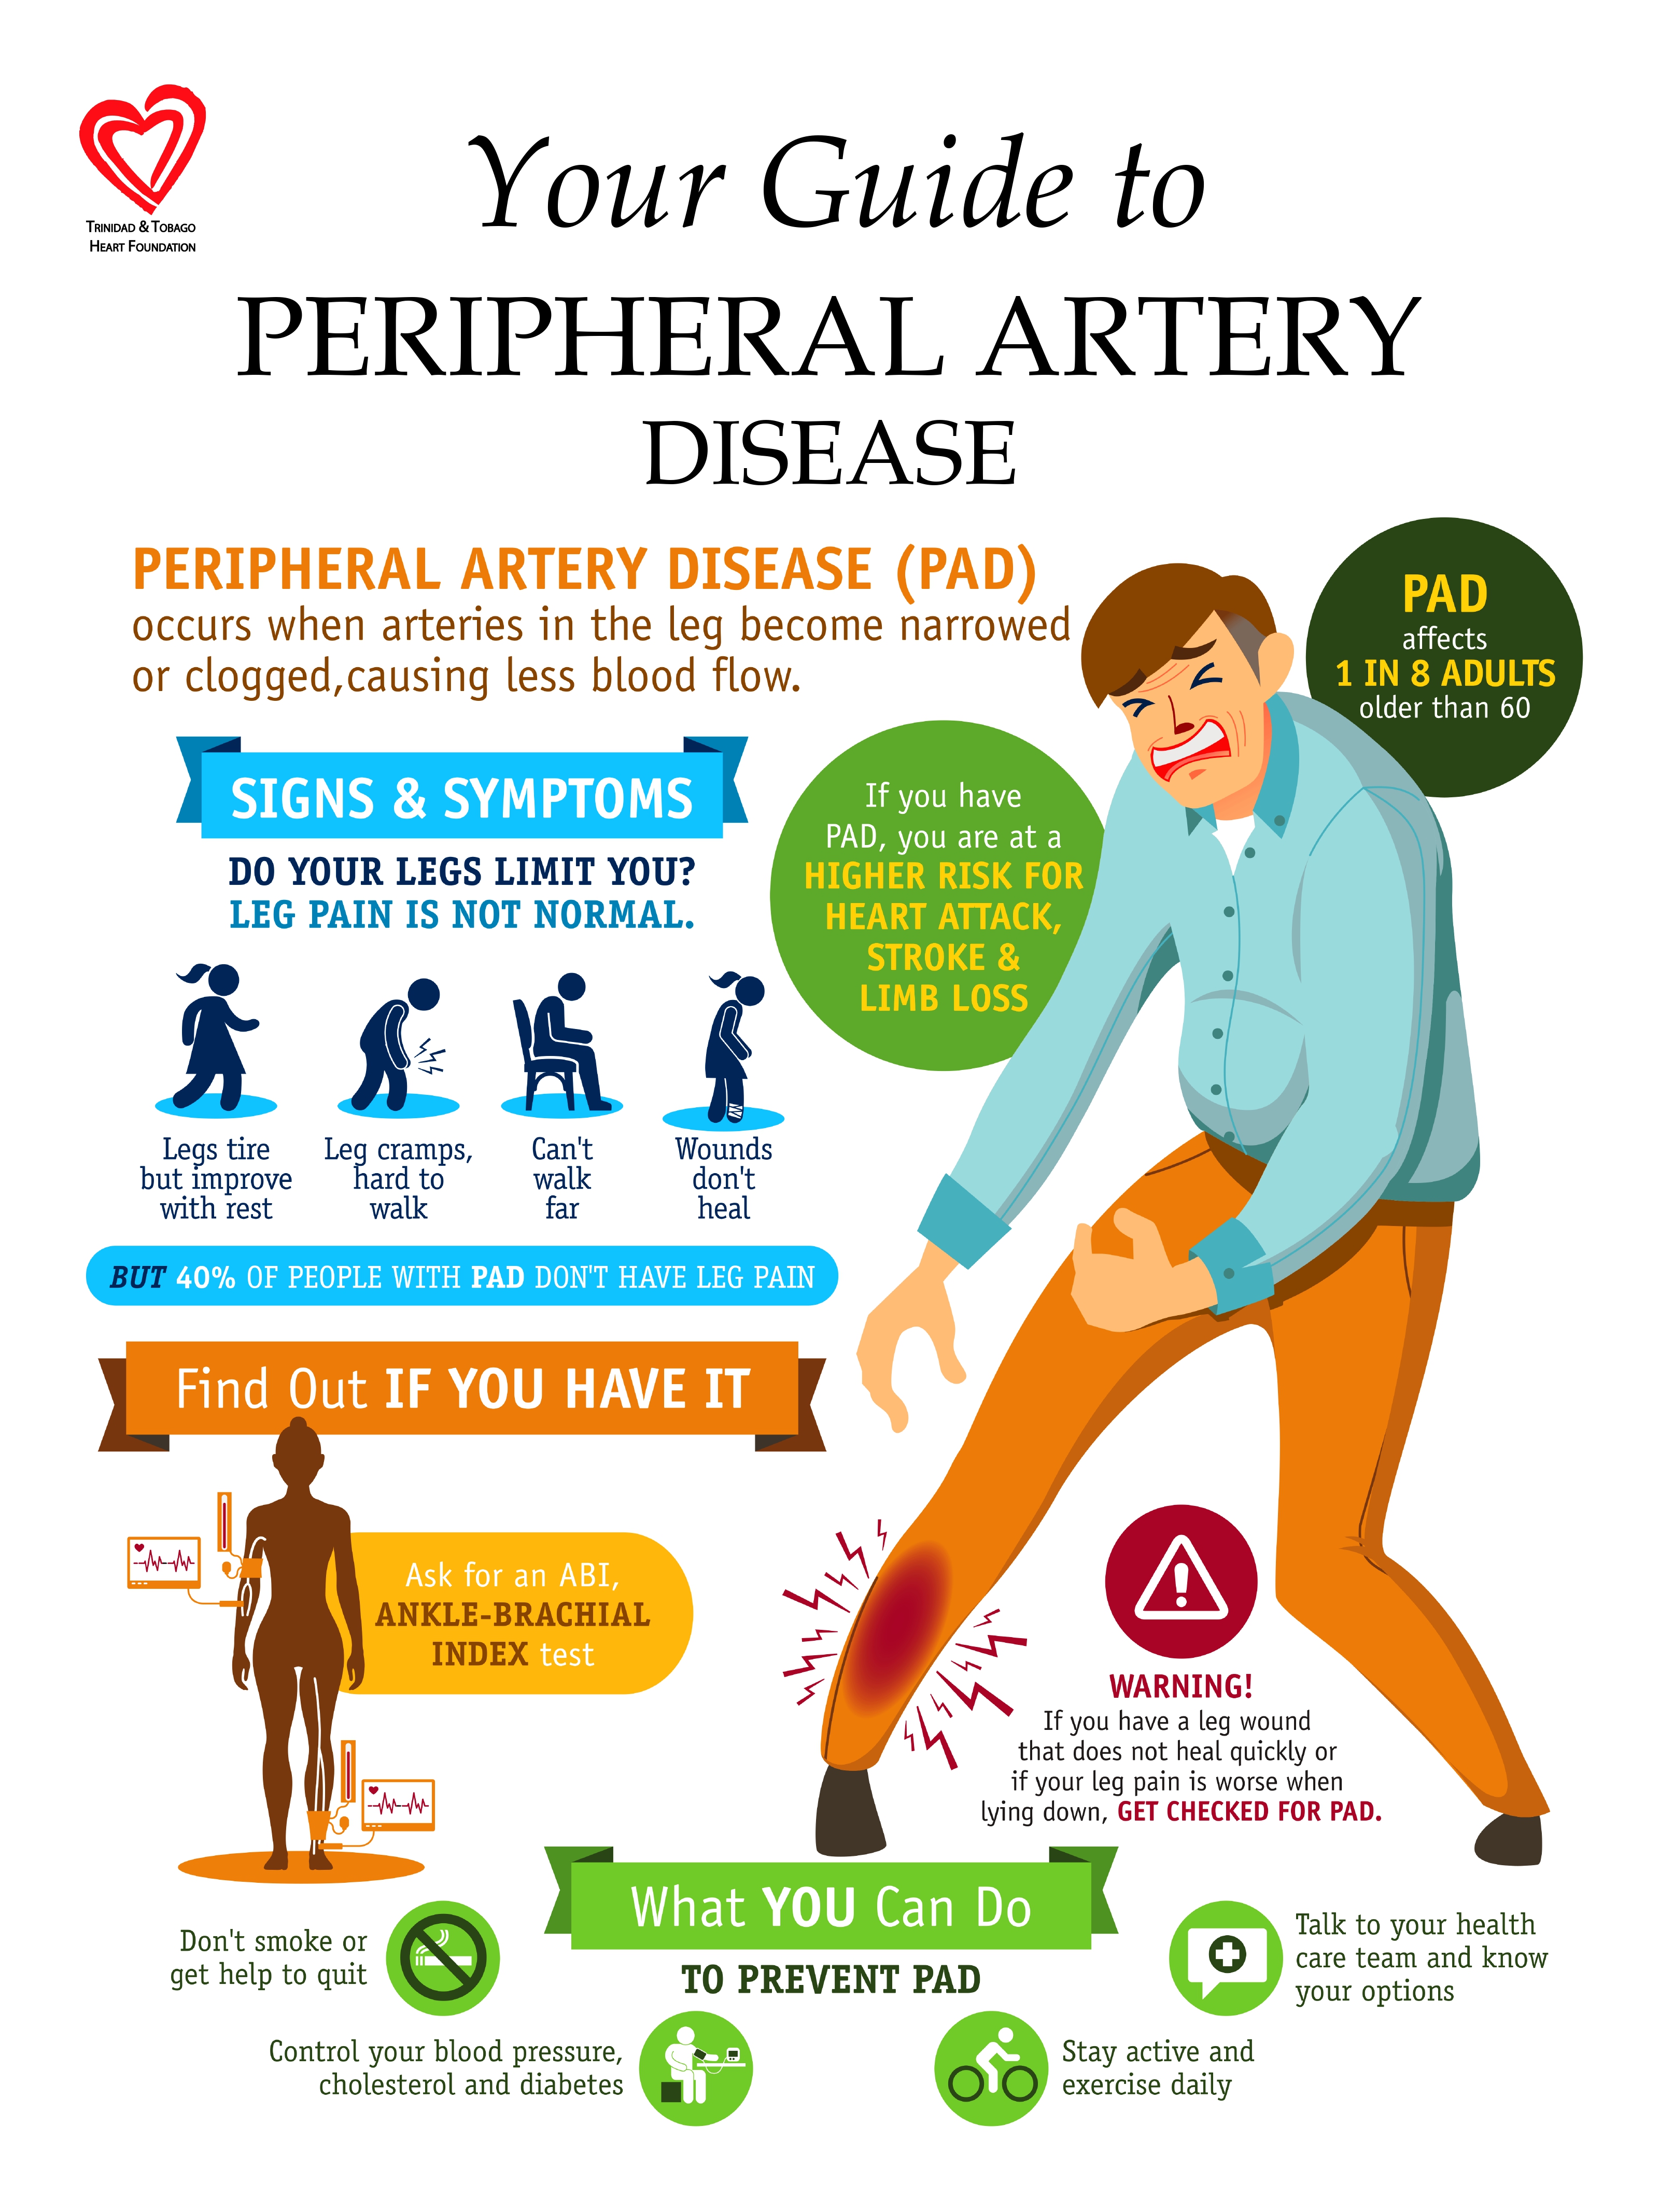 TRINIDAD & TOBAGO
HEART FOUNDATION
Your Guide to
PERIPHERAL ARTERY
DISEASE
PERIPHERAL ARTERY DISEASE (PAD)
occurs when arteries in the leg become narrowed
or clogged,causing less blood flow.
PAD
affects
1 IN 8 ADULTS
older than 60
If you have
PAD, you are at a
HIGHER RISK FOR
HEART ATTACK,
STROKE &
LIMB LOSS
SIGNS & SYMPTOMS
DO YOUR LEGS LIMIT YOU?
LEG PAIN IS NOT NORMAL.
Legs tire
but improve
with rest
Leg cramps,
hard to
walk
Can't
walk
far
Wounds
don't
heal
BUT 40% OF PEOPLE WITH PAD DON'T HAVE LEG PAIN
Find Out IF YOU HAVE IT
Ask for an ABI,
ANKLE-BRACHIAL
INDEX test
WARNING!
If you have a leg wound
that does not heal quickly or
if your leg pain is worse when
lying down, GET CHECKED FOR PAD.
What YOU Can Do
TO PREVENT PAD
Don't smoke or
get help to quit
Control your blood pressure,
cholesterol and diabetes
Stay active and
exercise daily
Talk to your health
care team and know
your options